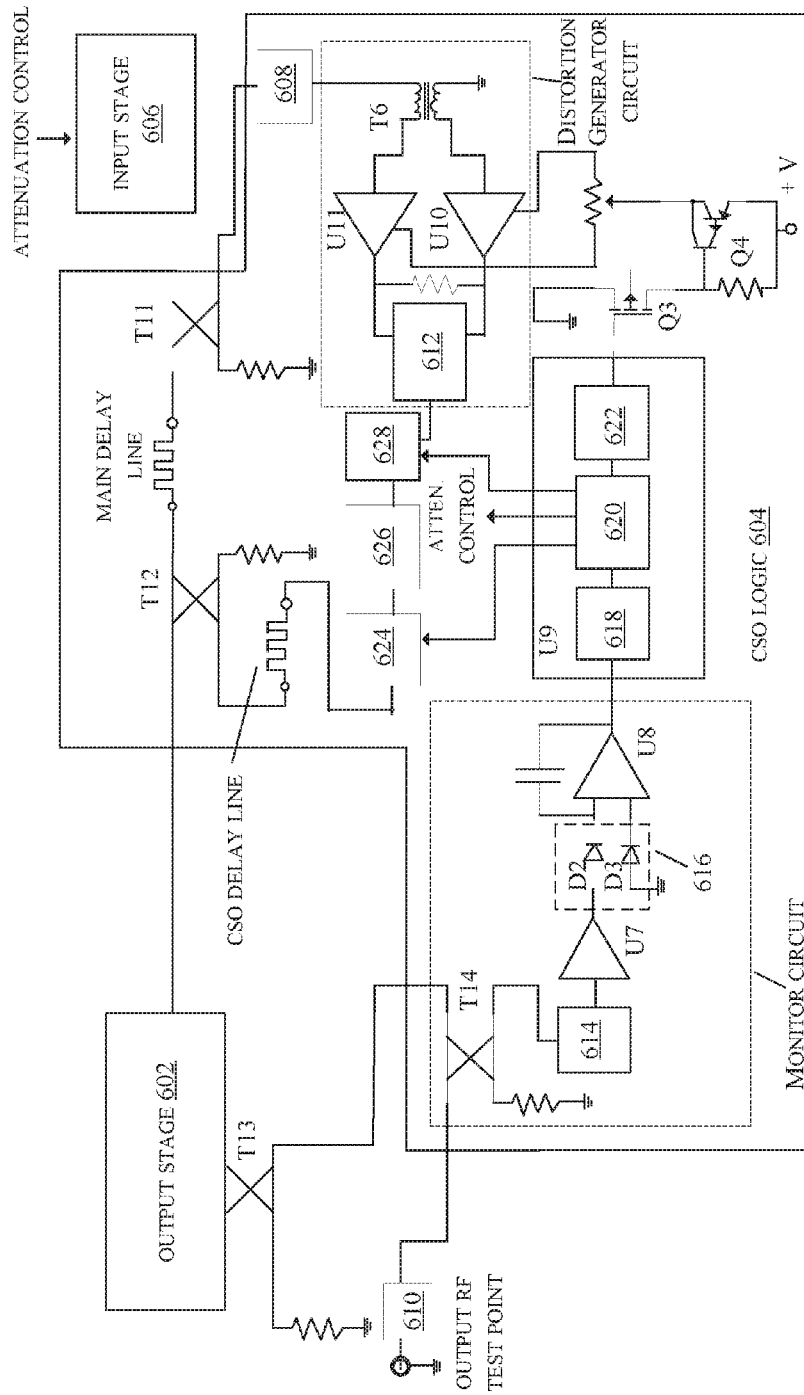 ATTENUATION CONTROL
INPUT STAGE
606
608
T11
MAIN DELAY
LINE
T12
CSO DELAY LINE
OUTPUT STAGE 602
T13
610
OUTPUT RF
TEST POINT
T6
U11
U10
612
DISTORTION
GENERATOR
CIRCUIT
628
626
624
ATTEN
CONTROL
+ V
Q4
Q3
622
620
618
U9
CSO LOGIC 604
U8
D2
D3
616
U7
T14
614
MONITOR CIRCUIT